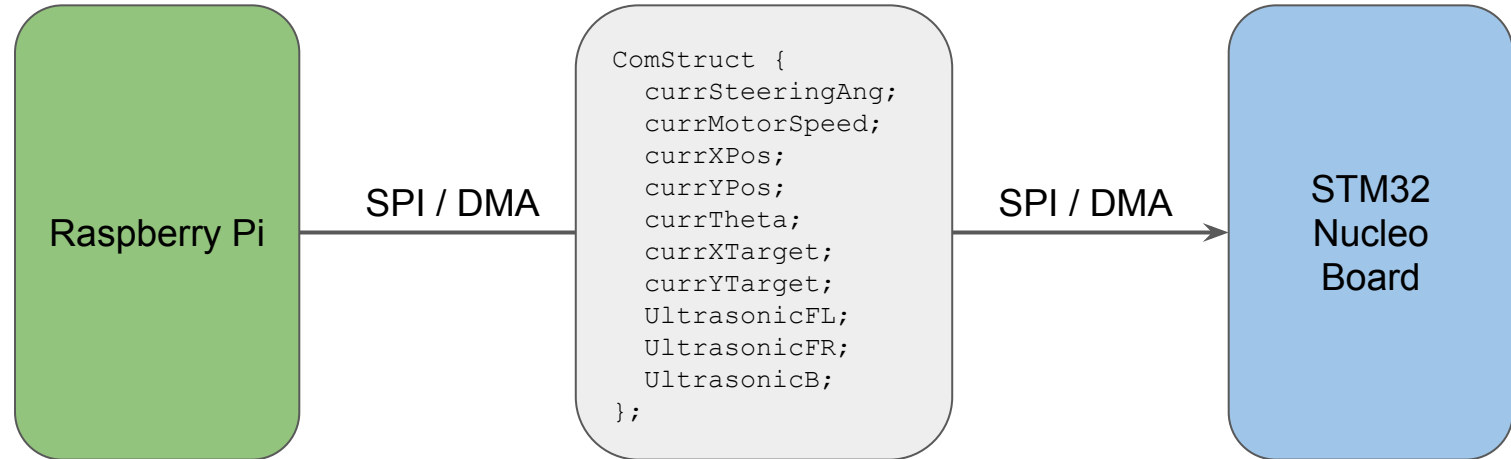 Raspberry Pi
SPI / DMA
ComStruct {
  currSteeringAng;
  currMotorSpeed;
  currXPos;
  currYPos;
  currTheta;
  currXTarget;
  currYTarget;
  UltrasonicFL;
  UltrasonicFR;
  UltrasonicB;
};
SPI / DMA
STM32
Nucleo
Board